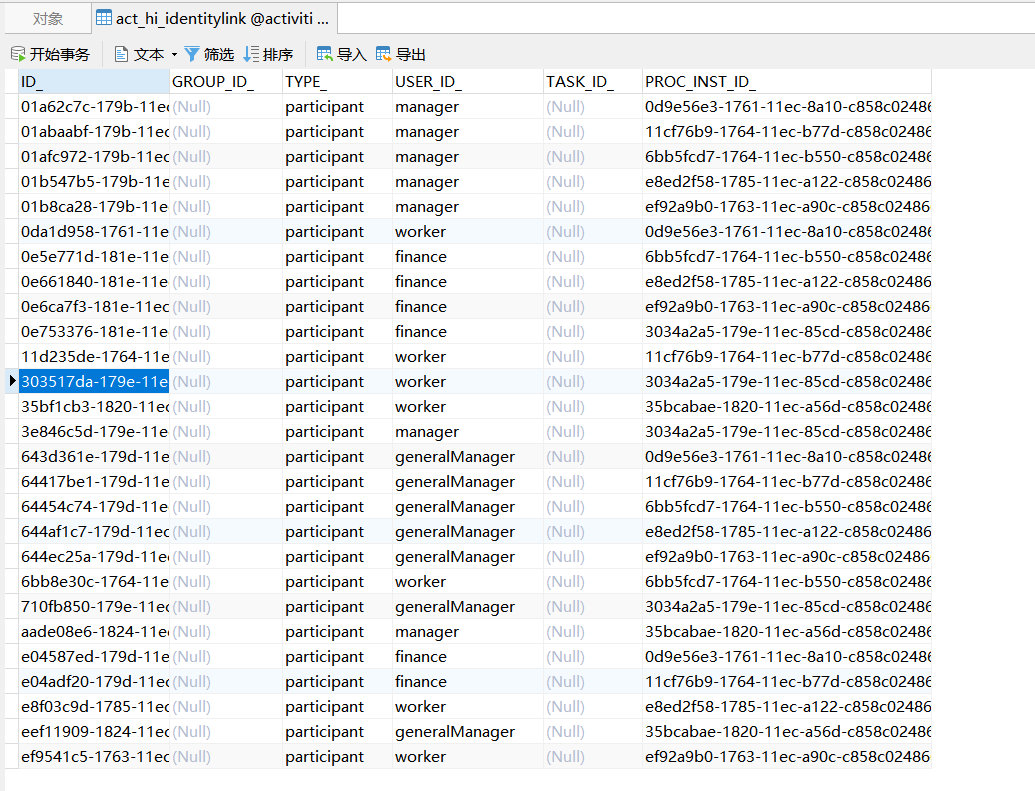 对象 act_hi_identitylink @activiti ...
开始事务 文本 筛选 排序 导入 导出
ID_ GROUP_ID_ TYPE_ USER_ID_ TASK_ID_ PROC_INST_ID_
01a62c7c-179b-11ec (Null) participant manager (Null) 0d9e56e3-1761-11ec-8a10-c858c02486
01abaabf-179b-11ec (Null) participant manager (Null) 11cf76b9-1764-11ec-b77d-c858c02486
01afc972-179b-11ec (Null) participant manager (Null) 6bb5fcd7-1764-11ec-b550-c858c02486
01b547b5-179b-11e (Null) participant manager (Null) e8ed2f58-1785-11ec-a122-c858c02486
01b8ca28-179b-11e (Null) participant manager (Null) ef92a9b0-1763-11ec-a90c-c858c02486
0da1d958-1761-11e (Null) participant worker (Null) 0d9e56e3-1761-11ec-8a10-c858c02486
0e5e771d-181e-11e (Null) participant finance (Null) 6bb5fcd7-1764-11ec-b550-c858c02486
0e661840-181e-11e (Null) participant finance (Null) e8ed2f58-1785-11ec-a122-c858c02486
0e6ca7f3-181e-11ec (Null) participant finance (Null) ef92a9b0-1763-11ec-a90c-c858c02486
0e753376-181e-11e (Null) participant finance (Null) 3034a2a5-179e-11ec-85cd-c858c02486
11d235de-1764-11e (Null) participant worker (Null) 11cf76b9-1764-11ec-b77d-c858c02486
303517da-179e-11e (Null) participant worker (Null) 3034a2a5-179e-11ec-85cd-c858c02486
35bf1cb3-1820-11ec (Null) participant worker (Null) 35bcabae-1820-11ec-a56d-c858c02486
3e846c5d-179e-11e (Null) participant manager (Null) 3034a2a5-179e-11ec-85cd-c858c02486
643d361e-179d-11e (Null) participant generalManager (Null) 0d9e56e3-1761-11ec-8a10-c858c02486
64417be1-179d-11e (Null) participant generalManager (Null) 11cf76b9-1764-11ec-b77d-c858c02486
64454c74-179d-11e (Null) participant generalManager (Null) 6bb5fcd7-1764-11ec-b550-c858c02486
644af1c7-179d-11ec (Null) participant generalManager (Null) e8ed2f58-1785-11ec-a122-c858c02486
644ec25a-179d-11e (Null) participant generalManager (Null) ef92a9b0-1763-11ec-a90c-c858c02486
6bb8e30c-1764-11e (Null) participant worker (Null) 6bb5fcd7-1764-11ec-b550-c858c02486
710fb850-179e-11ec (Null) participant generalManager (Null) 3034a2a5-179e-11ec-85cd-c858c02486
aade08e6-1824-11e (Null) participant manager (Null) 35bcabae-1820-11ec-a56d-c858c02486
e04587ed-179d-11e (Null) participant finance (Null) 0d9e56e3-1761-11ec-8a10-c858c02486
e04adf20-179d-11ec (Null) participant finance (Null) 11cf76b9-1764-11ec-b77d-c858c02486
e8f03c9d-1785-11ec (Null) participant worker (Null) e8ed2f58-1785-11ec-a122-c858c02486
eef11909-1824-11ec (Null) participant generalManager (Null) 35bcabae-1820-11ec-a56d-c858c02486
ef9541c5-1763-11ec (Null) participant worker (Null) ef92a9b0-1763-11ec-a90c-c858c02486